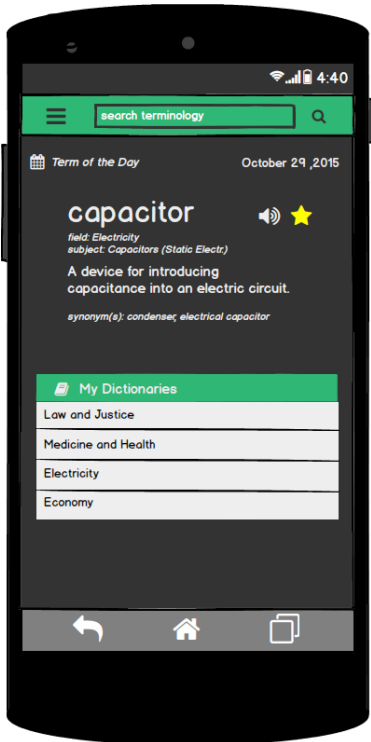 4:40
search terminology
Term of the Day October 29 ,2015
capacitor
field: Electricity
subject: Capacitors (Static Electr.)
A device for introducing
capacitance into an electric circuit.
synonym(s): condenser, electrical capacitor
My Dictionaries
Law and Justice
Medicine and Health
Electricity
Economy